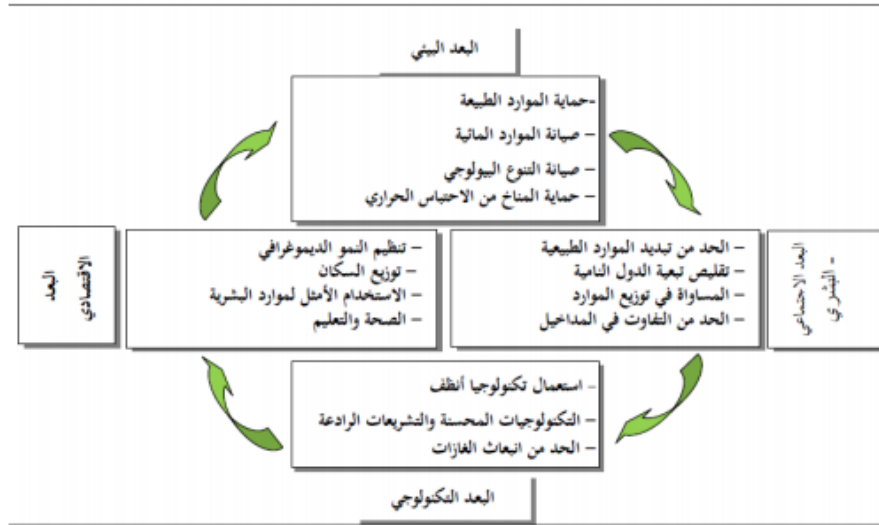 البعد البيئي
-حماية الموارد الطبيعة
– صيانة الموارد المائية
– صيانة التنوع البيولوجي
– حماية المناخ من الاحتباس الحراري
البعد الاجتماعي
- البشري
– الحد من تبديد الموارد الطبيعية
– تقليص تبعية الدول النامية
– المساواة في توزيع الموارد
– الحد من التفاوت في المداخيل
– تنظيم النمو الديموغرافي
– توزيع السكان
– الاستخدام الأمثل لموارد البشرية
– الصحة والتعليم
البعد
الاقتصادي
– استعمال تكنولوجيا أنظف
– التكنولوجيات المحسنة والتشريعات الرادعة
– الحد من انبعاث الغازات
البعد التكنولوجي